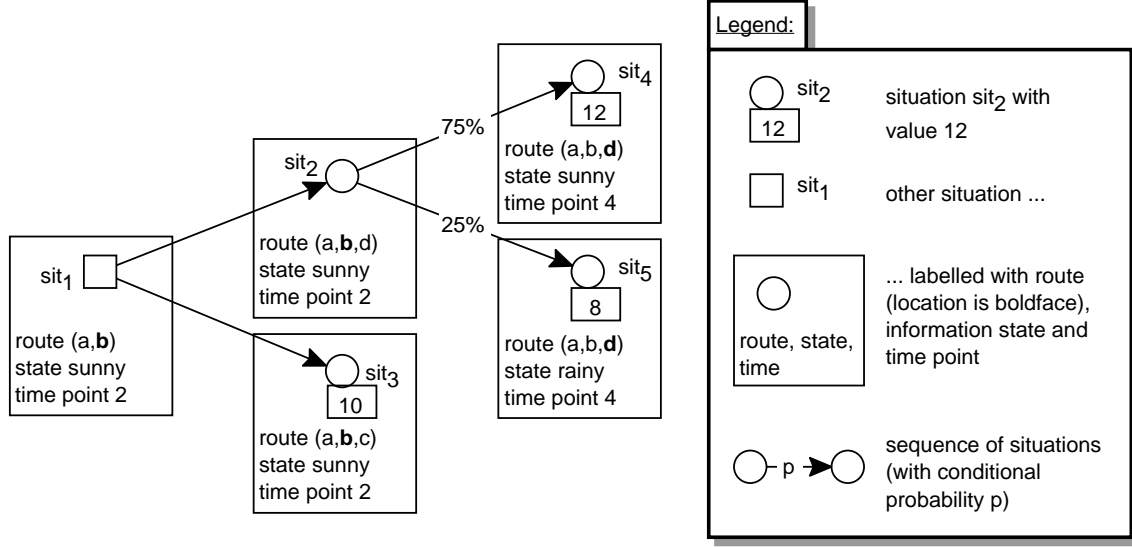 sit1
route (a,b)
state sunny
time point 2
sit2
route (a,b,d)
state sunny
time point 2
sit3
10
route (a,b,c)
state sunny
time point 2
75%
25%
sit4
12
route (a,b,d)
state sunny
time point 4
sit5
8
route (a,b,d)
state rainy
time point 4
Legend:
sit2
12
situation sit2 with
value 12
sit1
other situation ...
route, state,
time
... labelled with route
(location is boldface),
information state and
time point
p
sequence of situations
(with conditional
probability p)